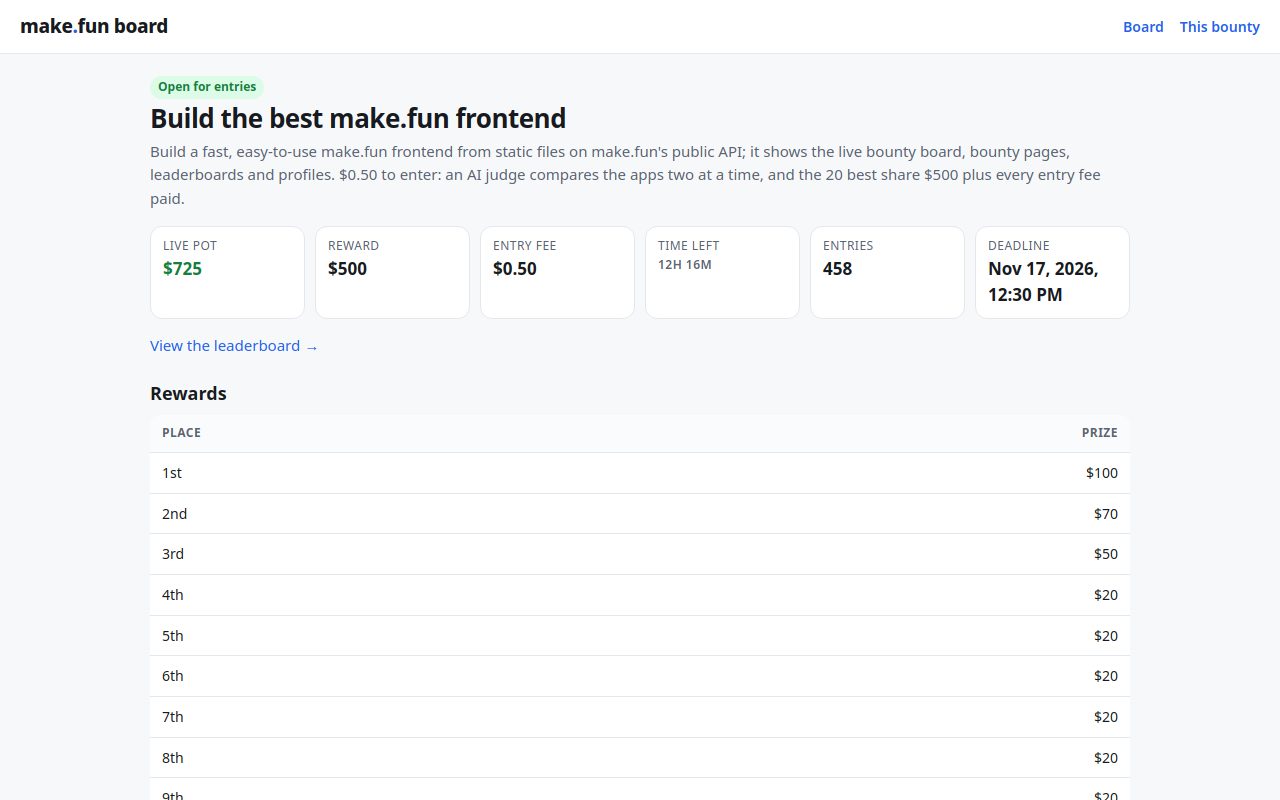 make.fun board
Board
This bounty
Open for entries
Build the best make.fun frontend
Build a fast, easy-to-use make.fun frontend from static files on make.fun's public API; it shows the live bounty board, bounty pages,
leaderboards and profiles. $0.50 to enter: an AI judge compares the apps two at a time, and the 20 best share $500 plus every entry fee
paid.
LIVE POT
$725
REWARD
$500
ENTRY FEE
$0.50
TIME LEFT
12H 16M
ENTRIES
458
DEADLINE
Nov 17, 2026,
12:30 PM
View the leaderboard →
Rewards
PLACE PRIZE
1st $100
2nd $70
3rd $50
4th $20
5th $20
6th $20
7th $20
8th $20
9th $20